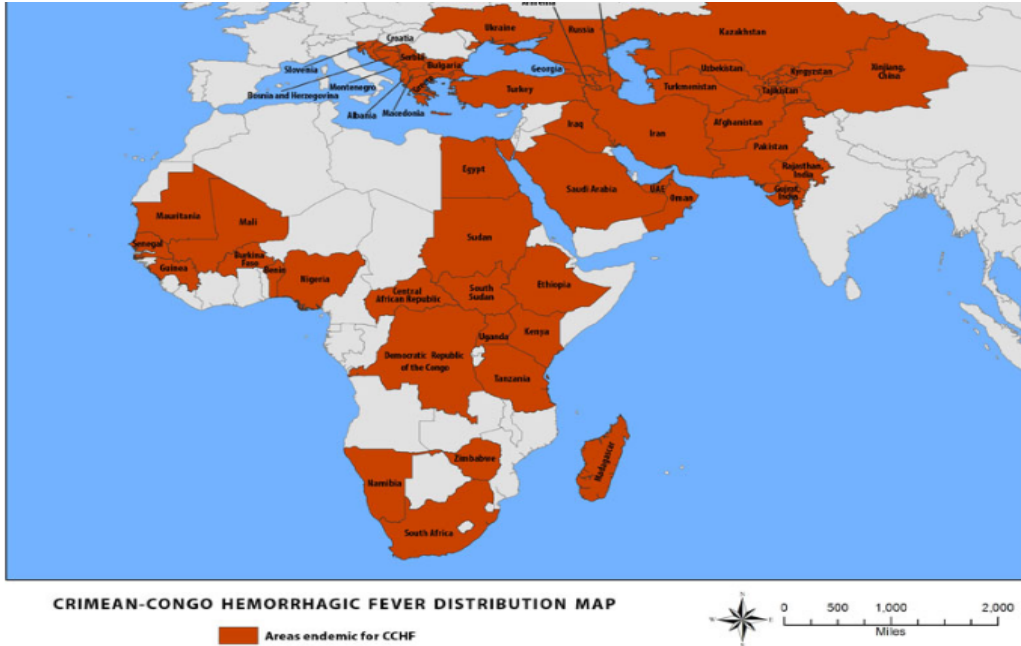 Armenia
Ukraine
Russia
Kazakhstan
Croatia
Serbia
Bulgaria
Slovenia
Georgia
Uzbekistan
Kyrgyzstan
Xinjiang,
China
Bosnia and Herzegovina
Montenegro
Turkey
Turkmenistan
Tajikistan
Albania
Macedonia
Iraq
Iran
Afghanistan
Pakistan
Rajasthan,
India
Gujrat,
India
Egypt
Saudi Arabia
UAE
Oman
Mauritania
Mali
Senegal
Burkina
Faso
Guinea
Benin
Nigeria
Sudan
Central
African Republic
South
Sudan
Ethiopia
Uganda
Kenya
Democratic Republic
of the Congo
Tanzania
Zimbabwe
Madagascar
Namibia
South Africa
CRIMEAN-CONGO HEMORRHAGIC FEVER DISTRIBUTION MAP
Areas endemic for CCHF
N
W E
S
0 500 1,000 2,000
Miles